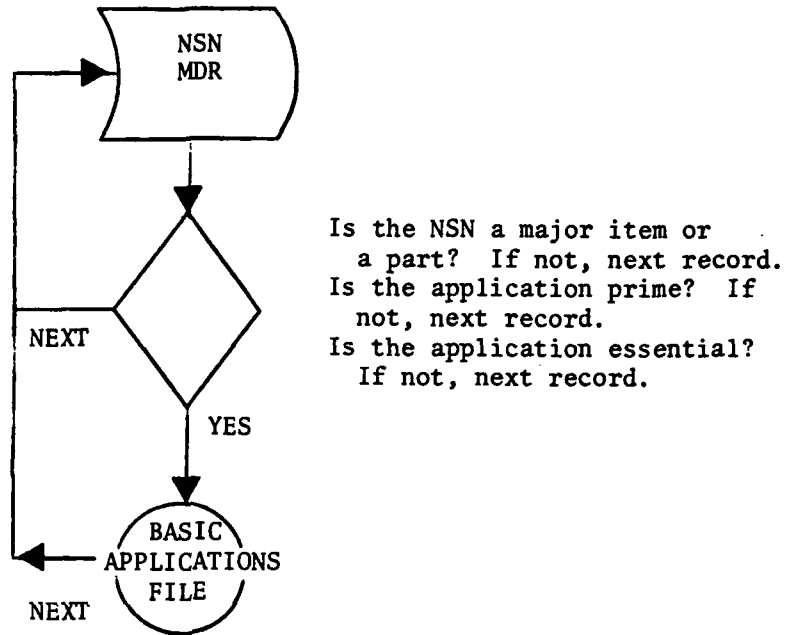 NSN
MDR
Is the NSN a major item or
a part? If not, next record.
Is the application prime? If
not, next record.
Is the application essential?
If not, next record.
NEXT
YES
BASIC
APPLICATIONS
FILE
NEXT